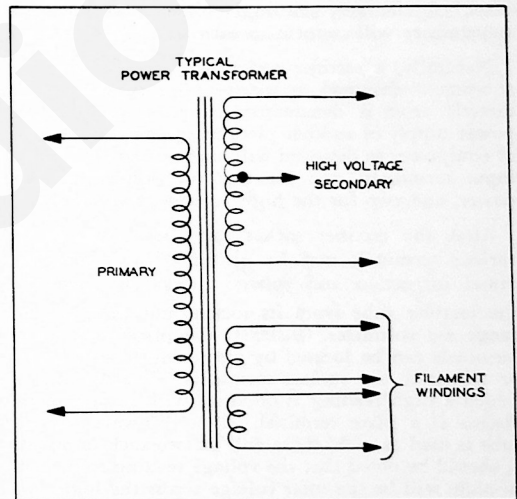 TYPICAL
POWER TRANSFORMER
HIGH VOLTAGE
SECONDARY
PRIMARY
FILAMENT
WINDINGS